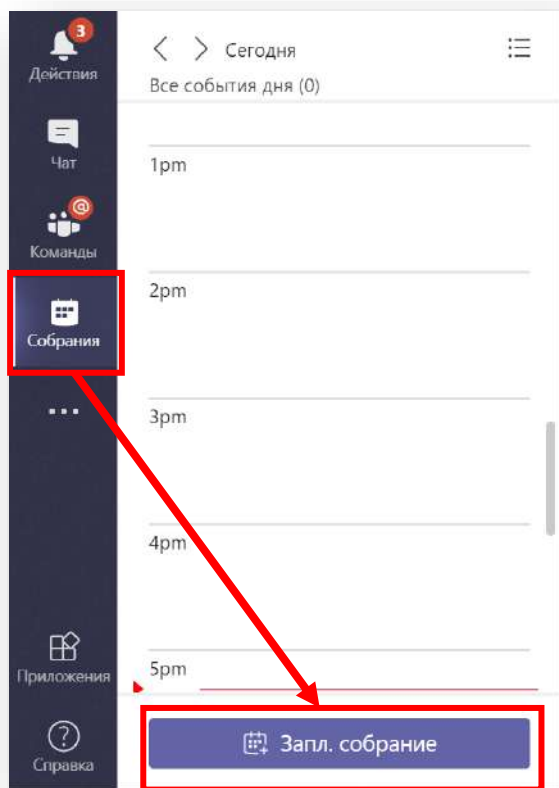 3
Действия
Чат
@
Команды
Собрания
Приложения
Справка
Сегодня
Все события дня (0)
1pm
2pm
3pm
4pm
5pm
Запл. собрание